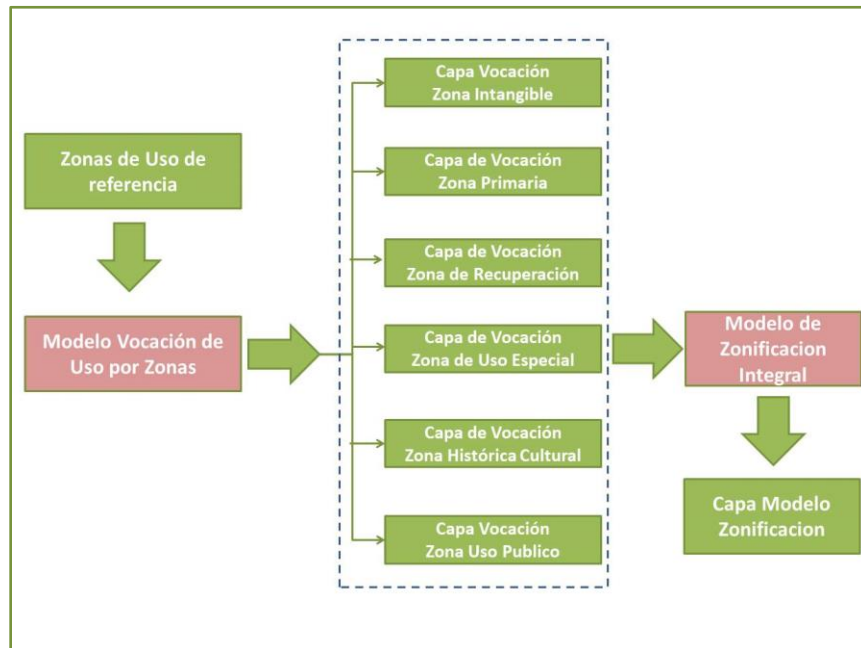 Zonas de Uso de
referencia
Modelo Vocación de
Uso por Zonas
Capa Vocación
Zona Intangible
Capa de Vocación
Zona Primaria
Capa de Vocación
Zona de Recuperación
Capa de Vocación
Zona de Uso Especial
Capa de Vocación
Zona Histórica Cultural
Capa Vocación
Zona Uso Publico
Modelo de
Zonificacion
Integral
Capa Modelo
Zonificacion